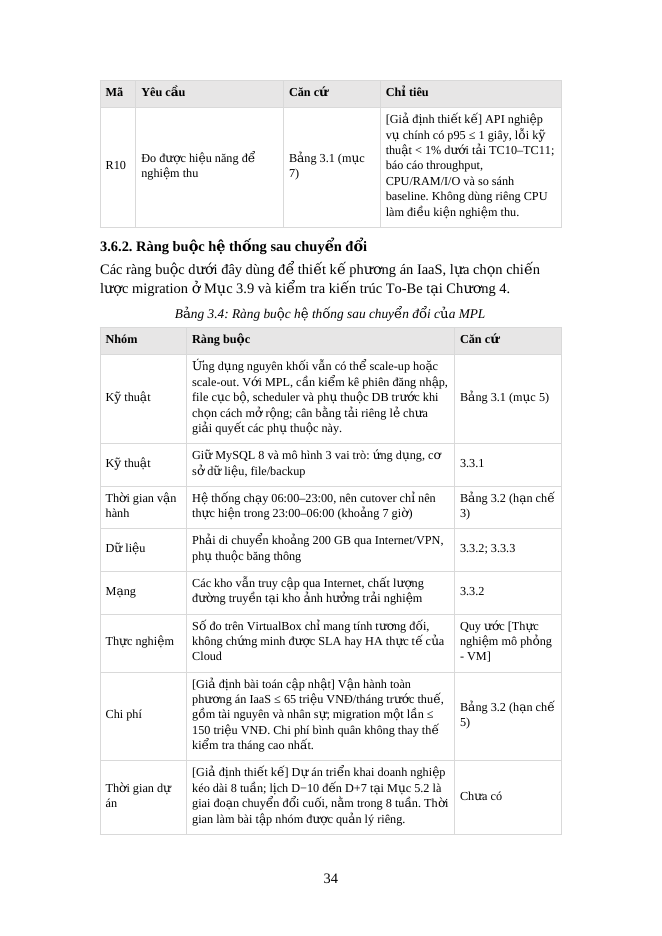 Mã Yêu cầu Căn cứ Chỉ tiêu
R10
Đo được hiệu năng để
nghiệm thu
Bảng 3.1 (mục
7)
[Giả định thiết kế] API nghiệp
vụ chính có p95 ≤ 1 giây, lỗi kỹ
thuật < 1% dưới tải TC10–TC11;
báo cáo throughput,
CPU/RAM/I/O và so sánh
baseline. Không dùng riêng CPU
làm điều kiện nghiệm thu.
3.6.2. Ràng buộc hệ thống sau chuyển đổi
Các ràng buộc dưới đây dùng để thiết kế phương án IaaS, lựa chọn chiến
lược migration ở Mục 3.9 và kiểm tra kiến trúc To-Be tại Chương 4.
Bảng 3.4: Ràng buộc hệ thống sau chuyển đổi của MPL
Nhóm Ràng buộc Căn cứ
Kỹ thuật
Ứng dụng nguyên khối vẫn có thể scale-up hoặc
scale-out. Với MPL, cần kiểm kê phiên đăng nhập,
file cục bộ, scheduler và phụ thuộc DB trước khi
chọn cách mở rộng; cân bằng tải riêng lẻ chưa
giải quyết các phụ thuộc này.
Bảng 3.1 (mục 5)
Kỹ thuật
Giữ MySQL 8 và mô hình 3 vai trò: ứng dụng, cơ
sở dữ liệu, file/backup
3.3.1
Thời gian vận
hành
Hệ thống chạy 06:00–23:00, nên cutover chỉ nên
thực hiện trong 23:00–06:00 (khoảng 7 giờ)
Bảng 3.2 (hạn chế
3)
Dữ liệu
Phải di chuyển khoảng 200 GB qua Internet/VPN,
phụ thuộc băng thông
3.3.2; 3.3.3
Mạng
Các kho vẫn truy cập qua Internet, chất lượng
đường truyền tại kho ảnh hưởng trải nghiệm
3.3.2
Thực nghiệm
Số đo trên VirtualBox chỉ mang tính tương đối,
không chứng minh được SLA hay HA thực tế của
Cloud
Quy ước [Thực
nghiệm mô phỏng
- VM]
Chi phí
[Giả định bài toán cập nhật] Vận hành toàn
phương án IaaS ≤ 65 triệu VNĐ/tháng trước thuế,
gồm tài nguyên và nhân sự; migration một lần ≤
150 triệu VNĐ. Chi phí bình quân không thay thế
kiểm tra tháng cao nhất.
Bảng 3.2 (hạn chế
5)
Thời gian dự
án
[Giả định thiết kế] Dự án triển khai doanh nghiệp
kéo dài 8 tuần; lịch D−10 đến D+7 tại Mục 5.2 là
giai đoạn chuyển đổi cuối, nằm trong 8 tuần. Thời
gian làm bài tập nhóm được quản lý riêng.
Chưa có
34